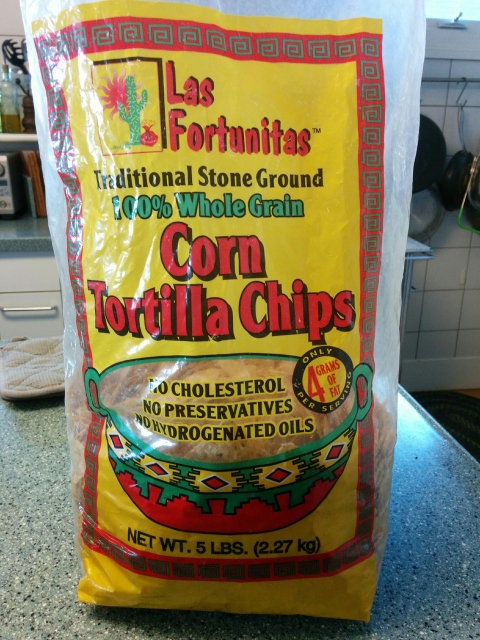 Las
Fortunitas™
Traditional Stone Ground
100% Whole Grain
Corn
Tortilla Chips
ONLY
4 GRAMS
OF
FAT
PER SERVING
NO CHOLESTEROL
NO PRESERVATIVES
NO HYDROGENATED OILS
NET WT. 5 LBS. (2.27 kg)